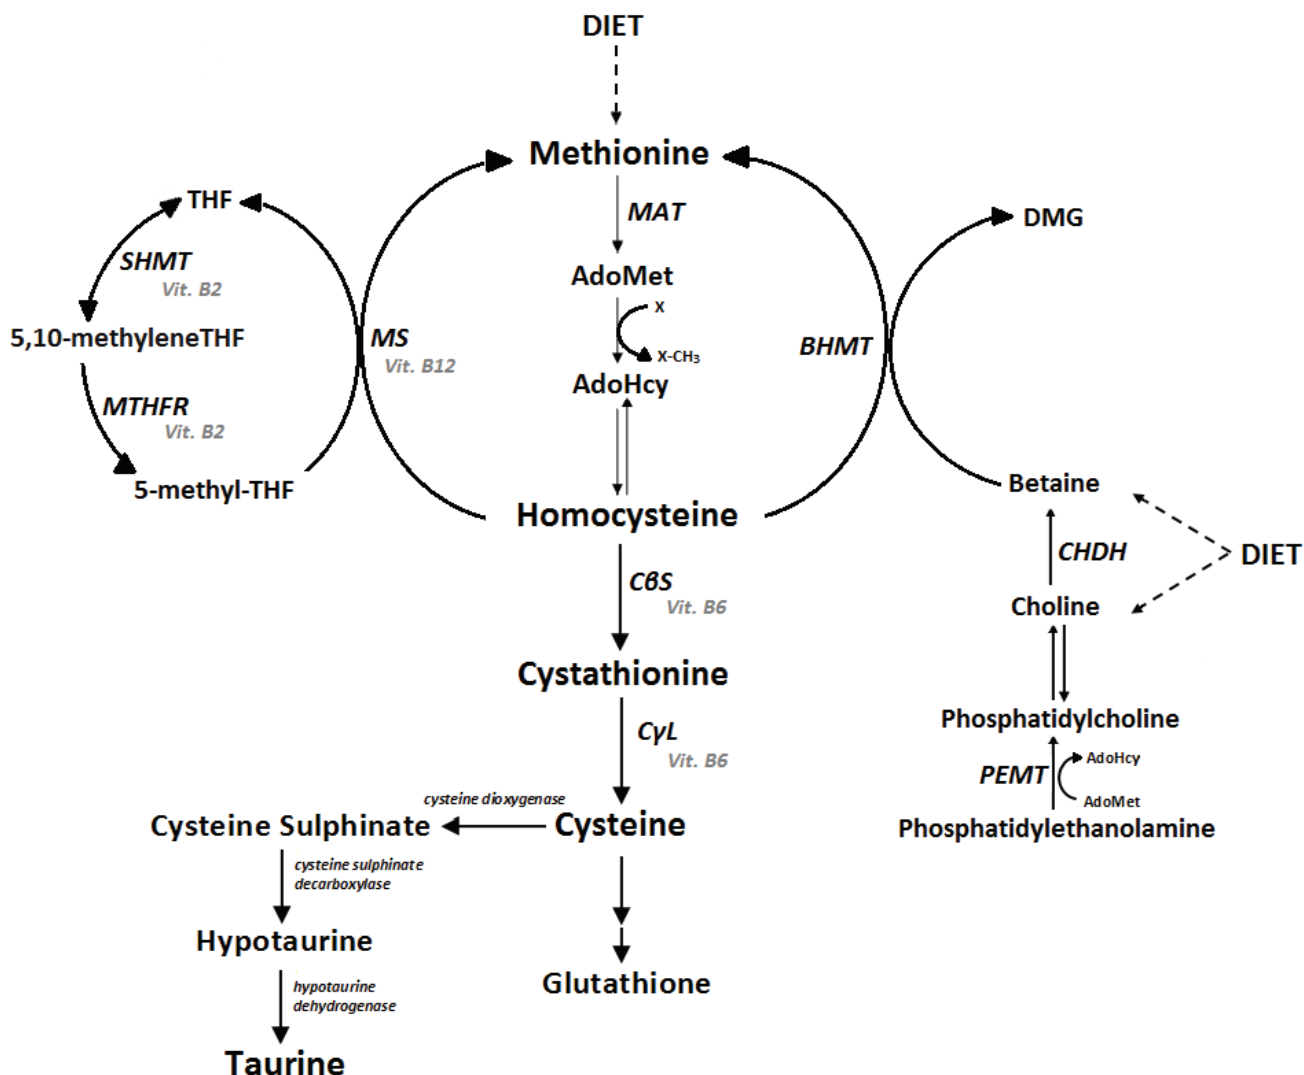 DIET
Methionine
THF
MAT
DMG
SHMT
Vit. B2
AdoMet
X
5,10-methyleneTHF
MS
Vit. B12
BHMT
X-CH₃
AdoHcy
MTHFR
Vit. B2
5-methyl-THF
Betaine
Homocysteine
CHDH
DIET
CβS
Vit. B6
Choline
Cystathionine
Phosphatidylcholine
CγL
Vit. B6
AdoHcy
PEMT
AdoMet
cysteine dioxygenase
Cysteine Sulphinate
Cysteine
Phosphatidylethanolamine
cysteine sulphinate
decarboxylase
Hypotaurine
Glutathione
hypotaurine
dehydrogenase
Taurine